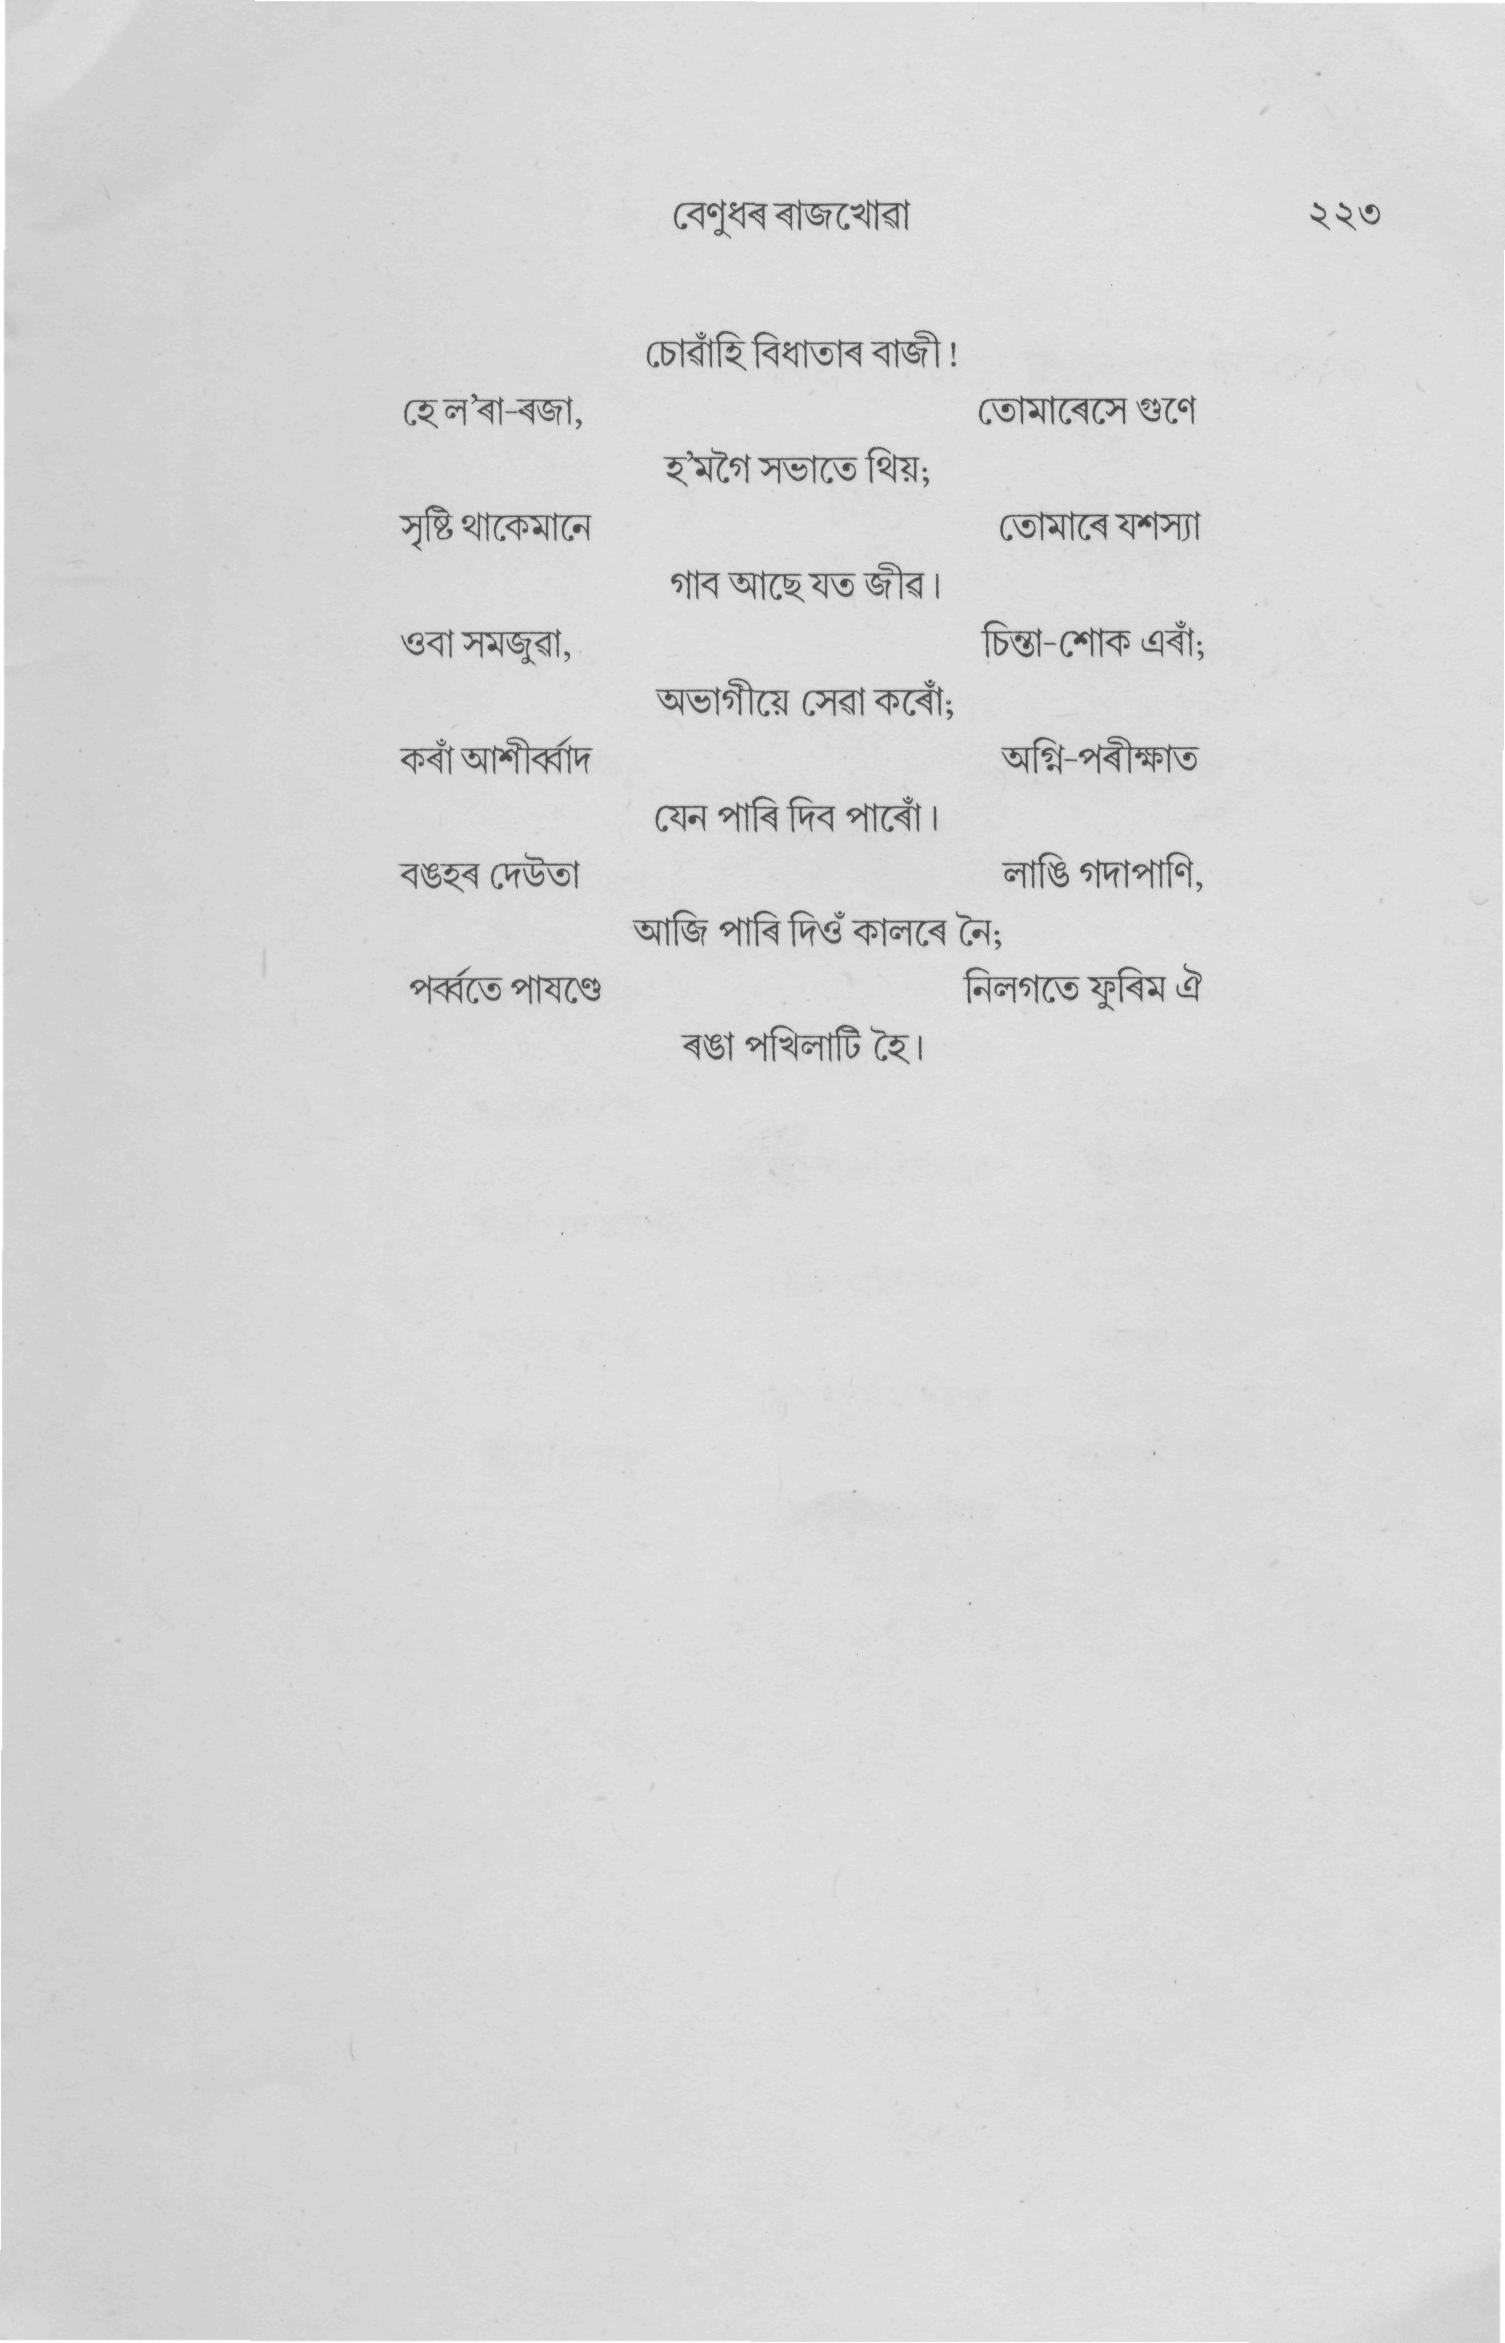 বেণুধৰ ৰাজখোৱা ২২৩
চোৱাঁহি বিধাতাৰ বাজী!
হে ল'ৰা-ৰজা, তোমাৰেসে গুণে
হ'মগৈ সভাতে থিয়;
সৃষ্টি থাকেমানে তোমাৰে যশস্যা
গাব আছে যত জীৱ।
ওবা সমজুৱা, চিন্তা-শোক এৰাঁ;
অভাগীয়ে সেৱা কৰোঁ;
কৰাঁ আশীৰ্ব্বাদ অগ্নি-পৰীক্ষাত
যেন পাৰি দিব পাৰোঁ।
বঙহৰ দেউতা লাঙি গদাপাণি,
আজি পাৰি দিওঁ কালৰে নৈ;
পৰ্ব্বতে পাষণ্ডে নিলগতে ফুৰিম ঐ
ৰঙা পখিলাটি হৈ।